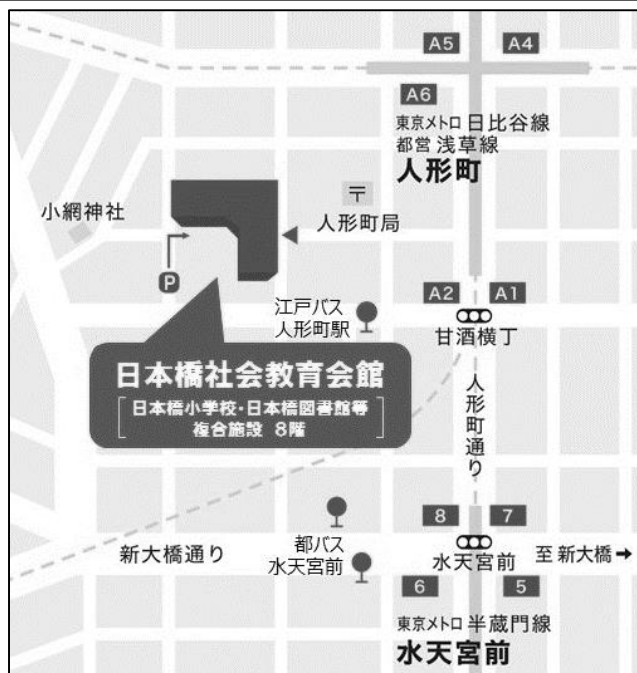 A5
A4
A6
東京メトロ 日比谷線
都営 浅草線
人形町
〒
人形町局
小網神社
P
江戸バス
人形町駅
A2
A1
甘酒横丁
日本橋社会教育会館
日本橋小学校・日本橋図書館等
複合施設 8階
人形町通り
8
7
新大橋通り
都バス
水天宮前
水天宮前
至 新大橋➡
6
5
東京メトロ 半蔵門線
水天宮前